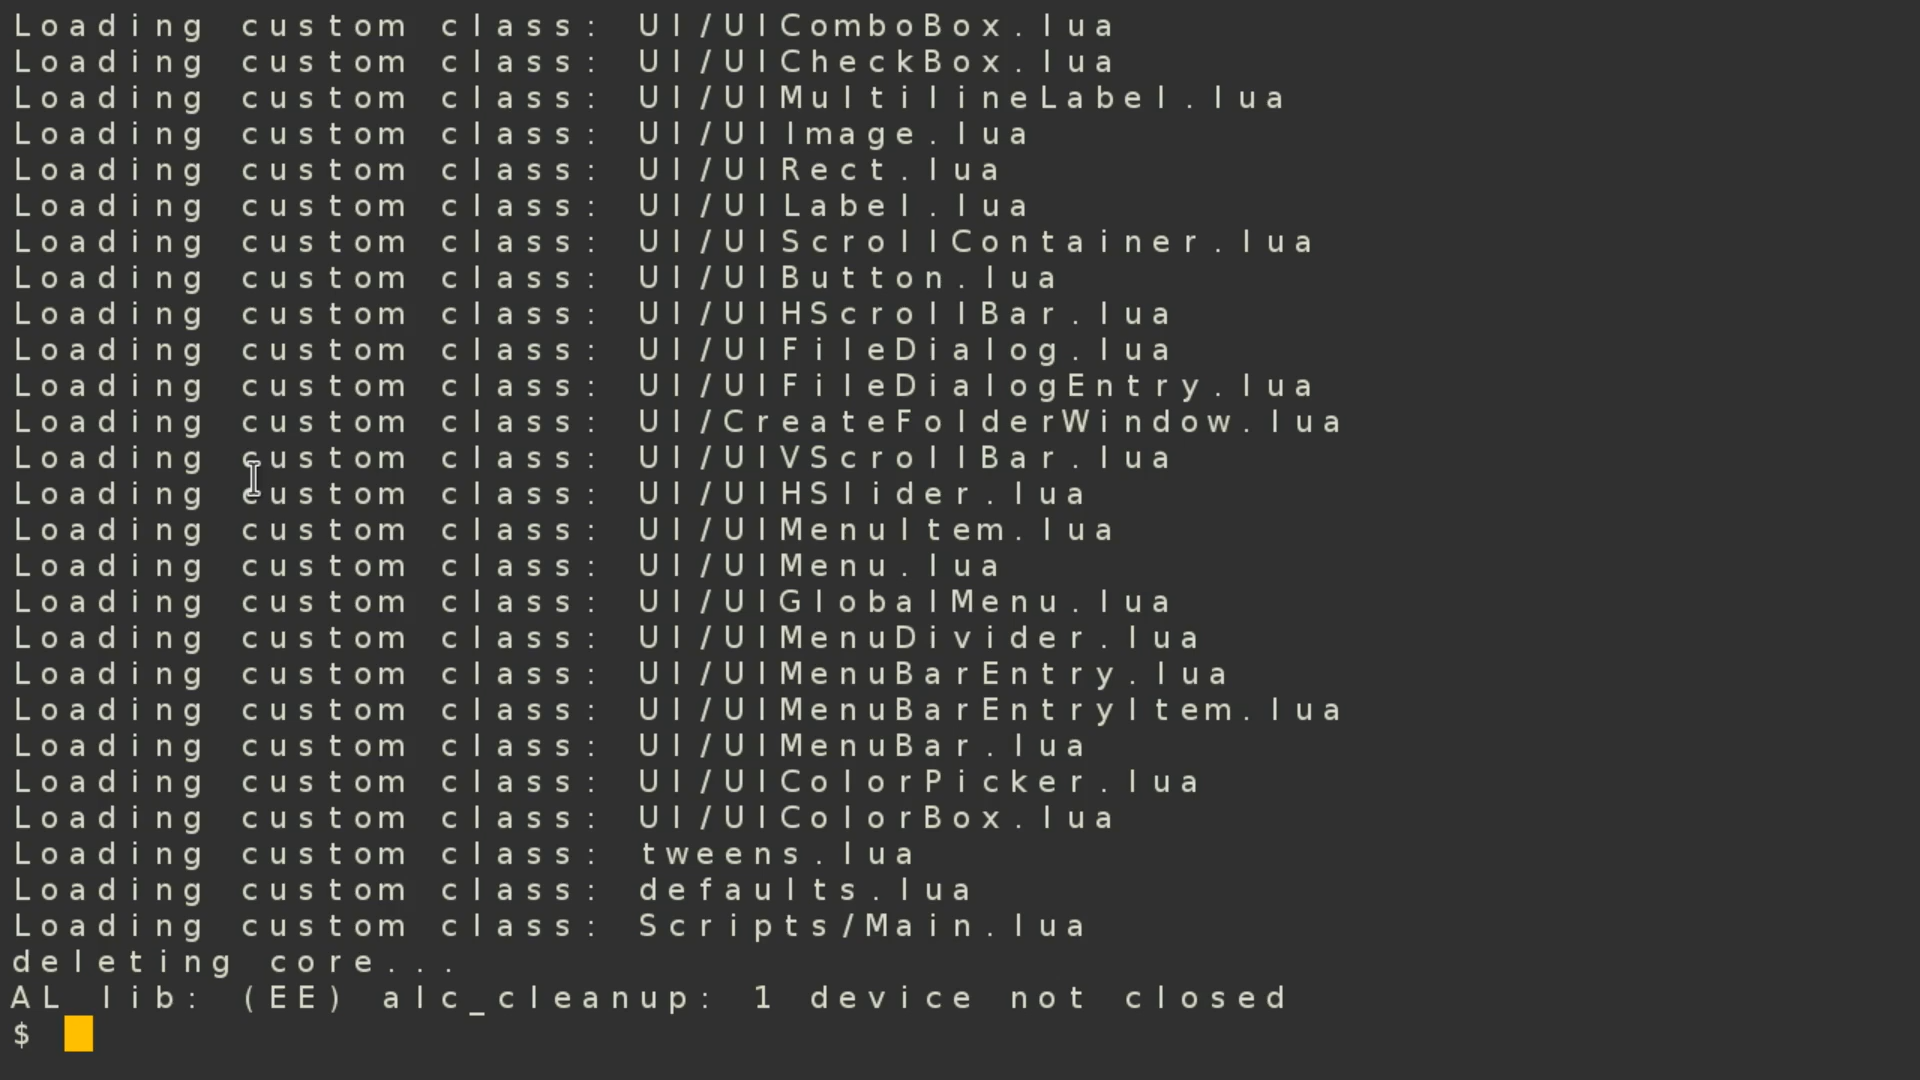 Loading custom class: UI/UIComboBox.lua
Loading custom class: UI/UICheckBox.lua
Loading custom class: UI/UIMultilineLabel.lua
Loading custom class: UI/UIImage.lua
Loading custom class: UI/UIRect.lua
Loading custom class: UI/UILabel.lua
Loading custom class: UI/UIScrollContainer.lua
Loading custom class: UI/UIButton.lua
Loading custom class: UI/UIHScrollBar.lua
Loading custom class: UI/UIFileDialog.lua
Loading custom class: UI/UIFileDialogEntry.lua
Loading custom class: UI/CreateFolderWindow.lua
Loading custom class: UI/UIVScrollBar.lua
Loading custom class: UI/UIHSlider.lua
Loading custom class: UI/UIMenuItem.lua
Loading custom class: UI/UIMenu.lua
Loading custom class: UI/UIGlobalMenu.lua
Loading custom class: UI/UIMenuDivider.lua
Loading custom class: UI/UIMenuBarEntry.lua
Loading custom class: UI/UIMenuBarEntryItem.lua
Loading custom class: UI/UIMenuBar.lua
Loading custom class: UI/UIColorPicker.lua
Loading custom class: UI/UIColorBox.lua
Loading custom class: tweens.lua
Loading custom class: defaults.lua
Loading custom class: Scripts/Main.lua
deleting core...
AL lib: (EE) alc_cleanup: 1 device not closed
$